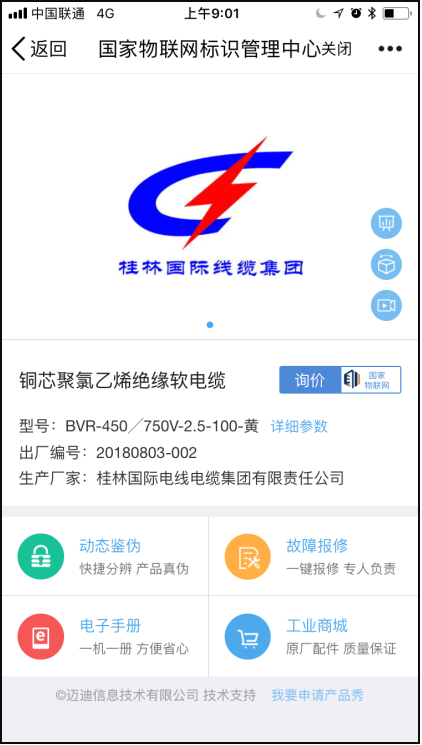 中国联通 4G 上午9:01
返回 国家物联网标识管理中心 关闭
桂林国际线缆集团
铜芯聚氯乙烯绝缘软电缆
询价 国家
物联网
型号：BVR-450／750V-2.5-100-黄 详细参数
出厂编号：20180803-002
生产厂家：桂林国际电线电缆集团有限责任公司
动态鉴伪
快捷分辨 产品真伪
故障报修
一键报修 专人负责
电子手册
一机一册 方便省心
工业商城
原厂配件 质量保证
©迈迪信息技术有限公司 技术支持 我要申请产品秀